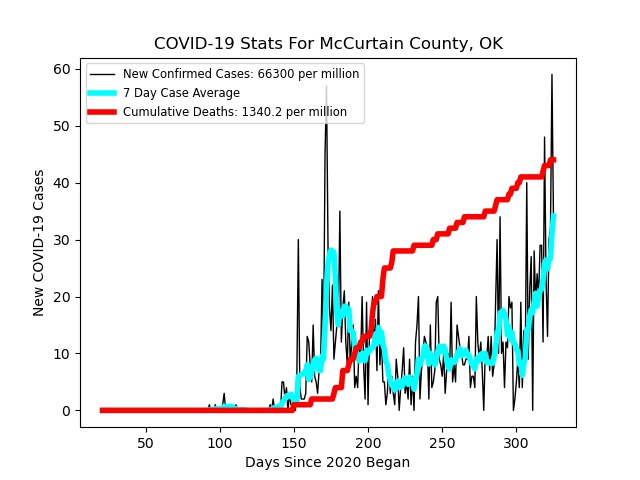 COVID-19 Stats For McCurtain County, OK
New Confirmed Cases: 66300 per million
7 Day Case Average
Cumulative Deaths: 1340.2 per million
60
50
40
30
20
10
0
New COVID-19 Cases
50 100 150 200 250 300
Days Since 2020 Began